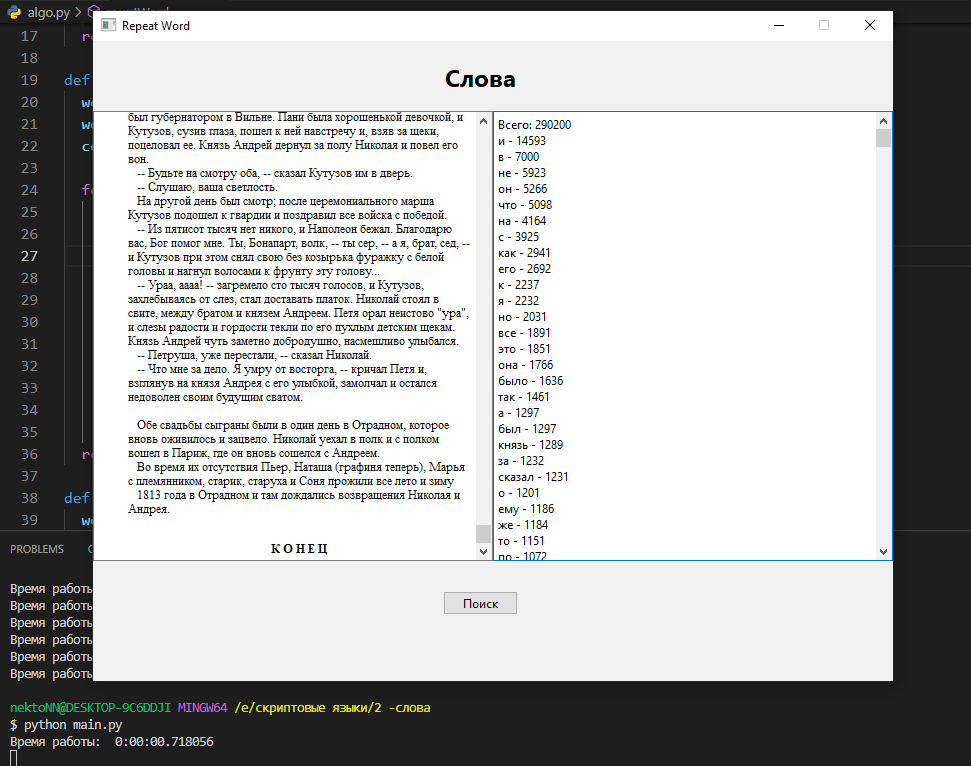 algo.py >
Repeat Word
17
18
19 def
20
21
22
23
24
25
26
27
28
29
30
31
32
33
34
35
36
37
38 def
39
Слова
был губернатором в Вильне. Пани была хорошенькой девочкой, и
Кутузов, сузив глаза, пошел к ней навстречу и, взяв за щеки,
поцеловал ее. Князь Андрей дернул за полу Николая и повел его
вон.
-- Будьте на смотру оба, -- сказал Кутузов им в дверь.
-- Слушаю, ваша светлость.
На другой день был смотр; после церемониального марша
Кутузов подошел к гвардии и поздравил все войска с победой.
-- Из пятисот тысяч нет никого, и Наполеон бежал. Благодарю
вас, Бог помог мне. Ты, Бонапарт, волк, -- ты сер, -- а я, брат, сед, --
и Кутузов при этом снял свою без козырька фуражку с белой
головы и нагнул волосами к фрунту эту голову...
-- Ураа, аааа! -- загремело сто тысяч голосов, и Кутузов,
захлебываясь от слез, стал доставать платок. Николай стоял в
свите, между братом и князем Андреем. Петя орал неистово "ура",
и слезы радости и гордости текли по его пухлым детским щекам.
Князь Андрей чуть заметно добродушно, насмешливо улыбался.
-- Петруша, уже перестали, -- сказал Николай.
-- Что мне за дело. Я умру от восторга, -- кричал Петя и,
взглянув на князя Андрея с его улыбкой, замолчал и остался
недоволен своим будущим сватом.
Обе свадьбы сыграны были в один день в Отрадном, которое
вновь оживилось и зацвело. Николай уехал в полк и с полком
вошел в Париж, где он вновь сошелся с Андреем.
Во время их отсутствия Пьер, Наташа (графиня теперь), Марья
с племянником, старик, старуха и Соня прожили все лето и зиму
1813 года в Отрадном и там дождались возвращения Николая и
Андрея.
К О Н Е Ц
Всего: 290200
и - 14593
в - 7000
не - 5923
он - 5266
что - 5098
на - 4164
с - 3925
как - 2941
его - 2692
к - 2237
я - 2232
но - 2031
все - 1891
это - 1851
она - 1766
было - 1636
так - 1461
а - 1297
был - 1297
князь - 1289
за - 1232
сказал - 1231
о - 1201
ему - 1186
же - 1184
то - 1151
по - 1072
Поиск
PROBLEMS
Время работы
Время работы
Время работы
Время работы
Время работы
Время работы
nektoNN@DESKTOP-9C6DDJI MINGW64 /e/скриптовые языки/2 -слова
$ python main.py
Время работы: 0:00:00.718056